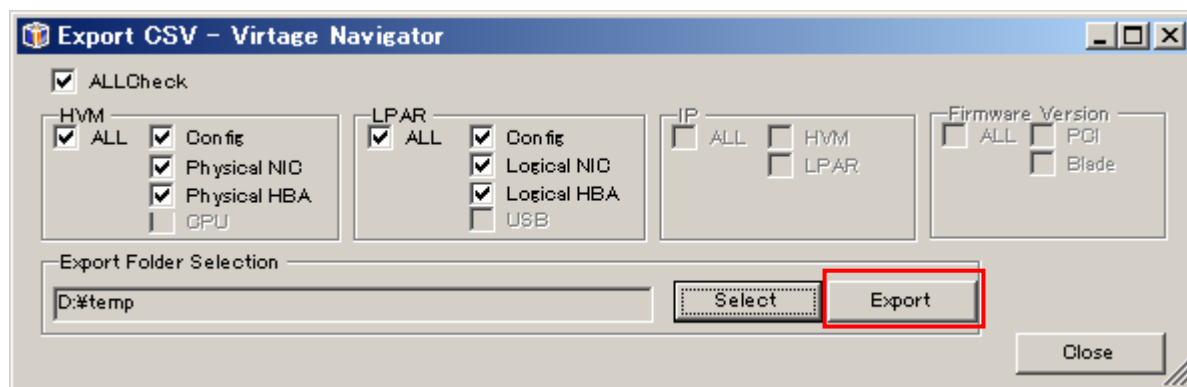 Export CSV - Virtage Navigator
ALLCheck
HVM
ALL Config
Physical NIC
Physical HBA
CPU
LPAR
ALL Config
Logical NIC
Logical HBA
USB
IP
ALL HVM
LPAR
Firmware Version
ALL PCI
Blade
Export Folder Selection
D:¥temp
Select
Export
Close